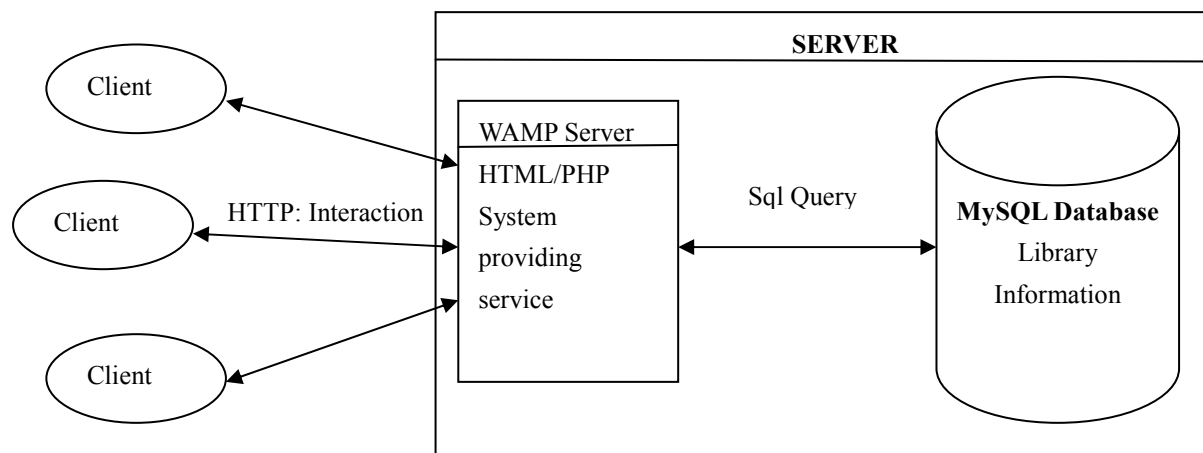 SERVER
Client
WAMP Server
HTML/PHP
System
providing
service
Client
HTTP: Interaction
Sql Query
MySQL Database
Library
Information
Client